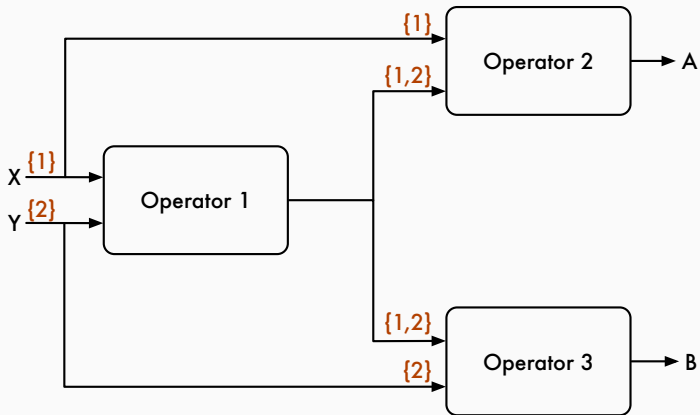 {1}
Operator 2
A
{1,2}
X
{1}
Y
{2}
Operator 1
{1,2}
{2}
Operator 3
B